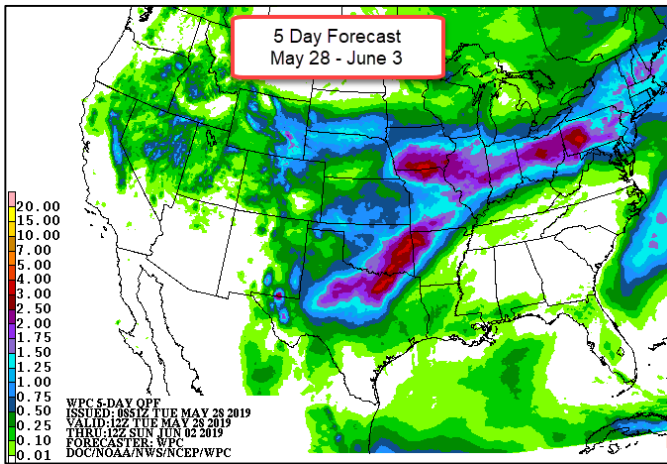 5 Day Forecast
May 28 - June 3
20.00
15.00
10.00
7.00
5.00
4.00
3.00
2.50
2.00
1.75
1.50
1.25
1.00
0.75
0.50
0.25
0.10
0.01
WPC 5-DAY QPF
ISSUED: 0851Z TUE MAY 28 2019
VALID:12Z TUE MAY 28 2019
THRU:12Z SUN JUN 02 2019
FORECASTER: WPC
DOC/NOAA/NWS/NCEP/WPC